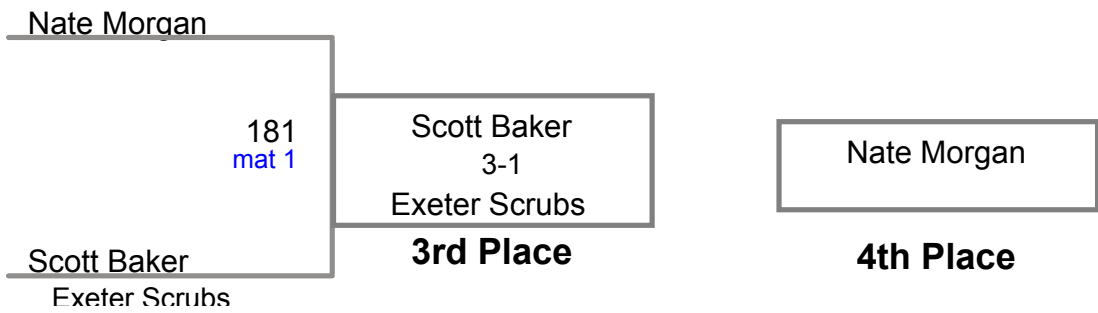 Nate Morgan
181
mat 1
Scott Baker
Exeter Scrubs
Scott Baker
3-1
Exeter Scrubs
3rd Place
Nate Morgan
4th Place